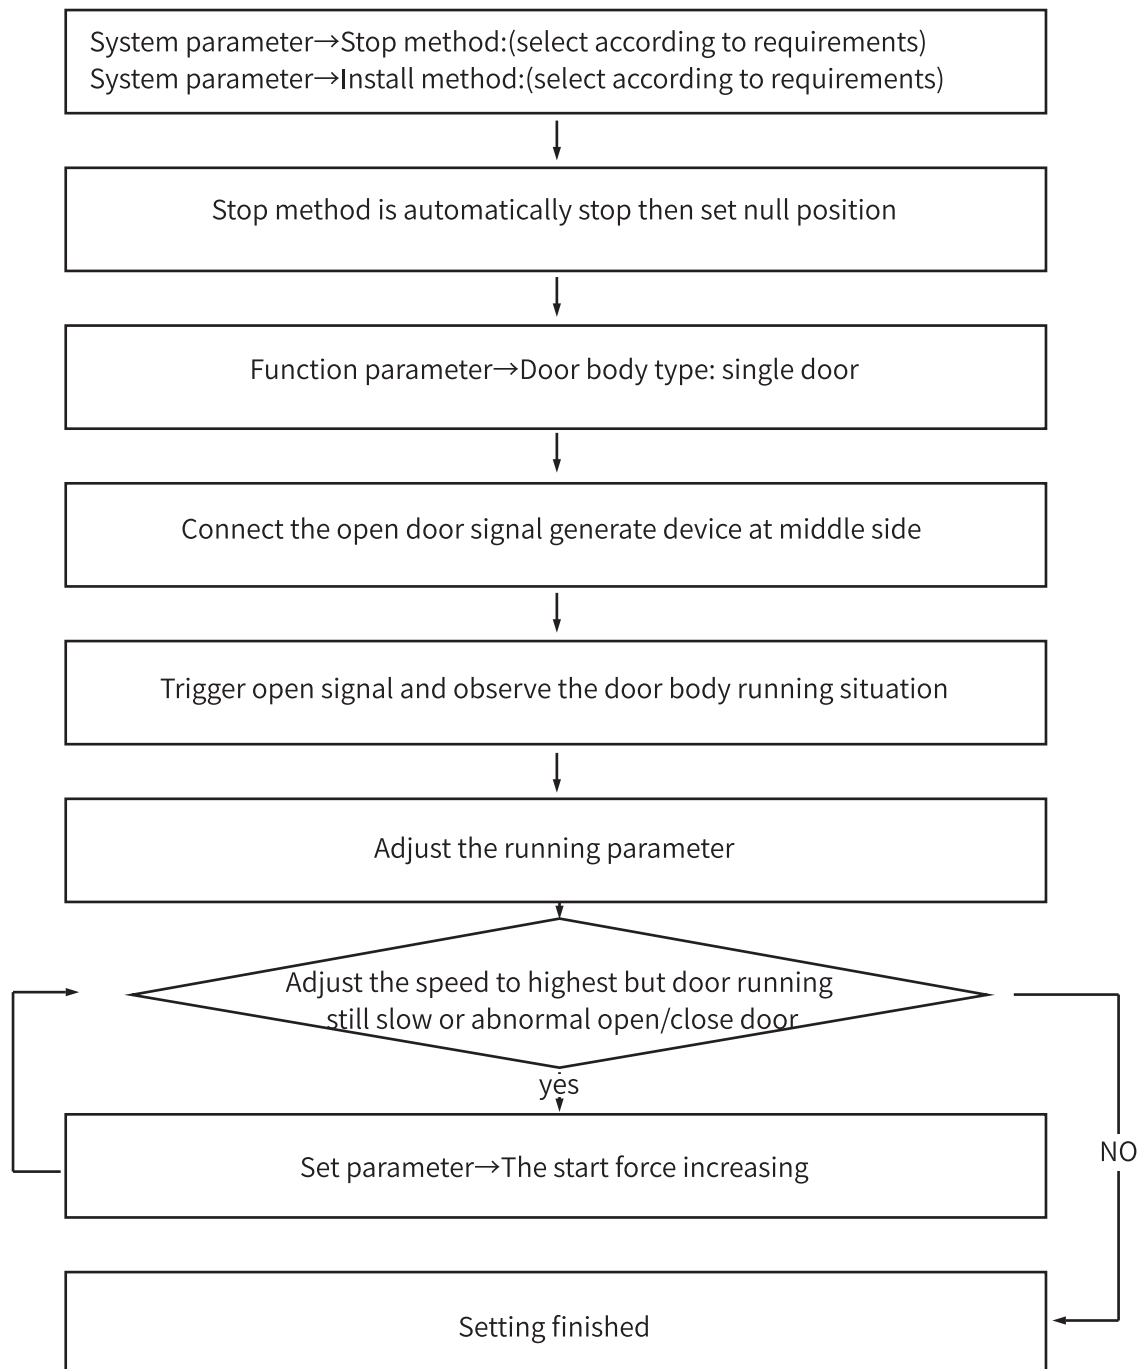 System parameter→Stop method:(select according to requirements)
System parameter→Install method:(select according to requirements)
Stop method is automatically stop then set null position
Function parameter→Door body type: single door
Connect the open door signal generate device at middle side
Trigger open signal and observe the door body running situation
Adjust the running parameter
Adjust the speed to highest but door running
still slow or abnormal open/close door
yes
Set parameter→The start force increasing
NO
Setting finished